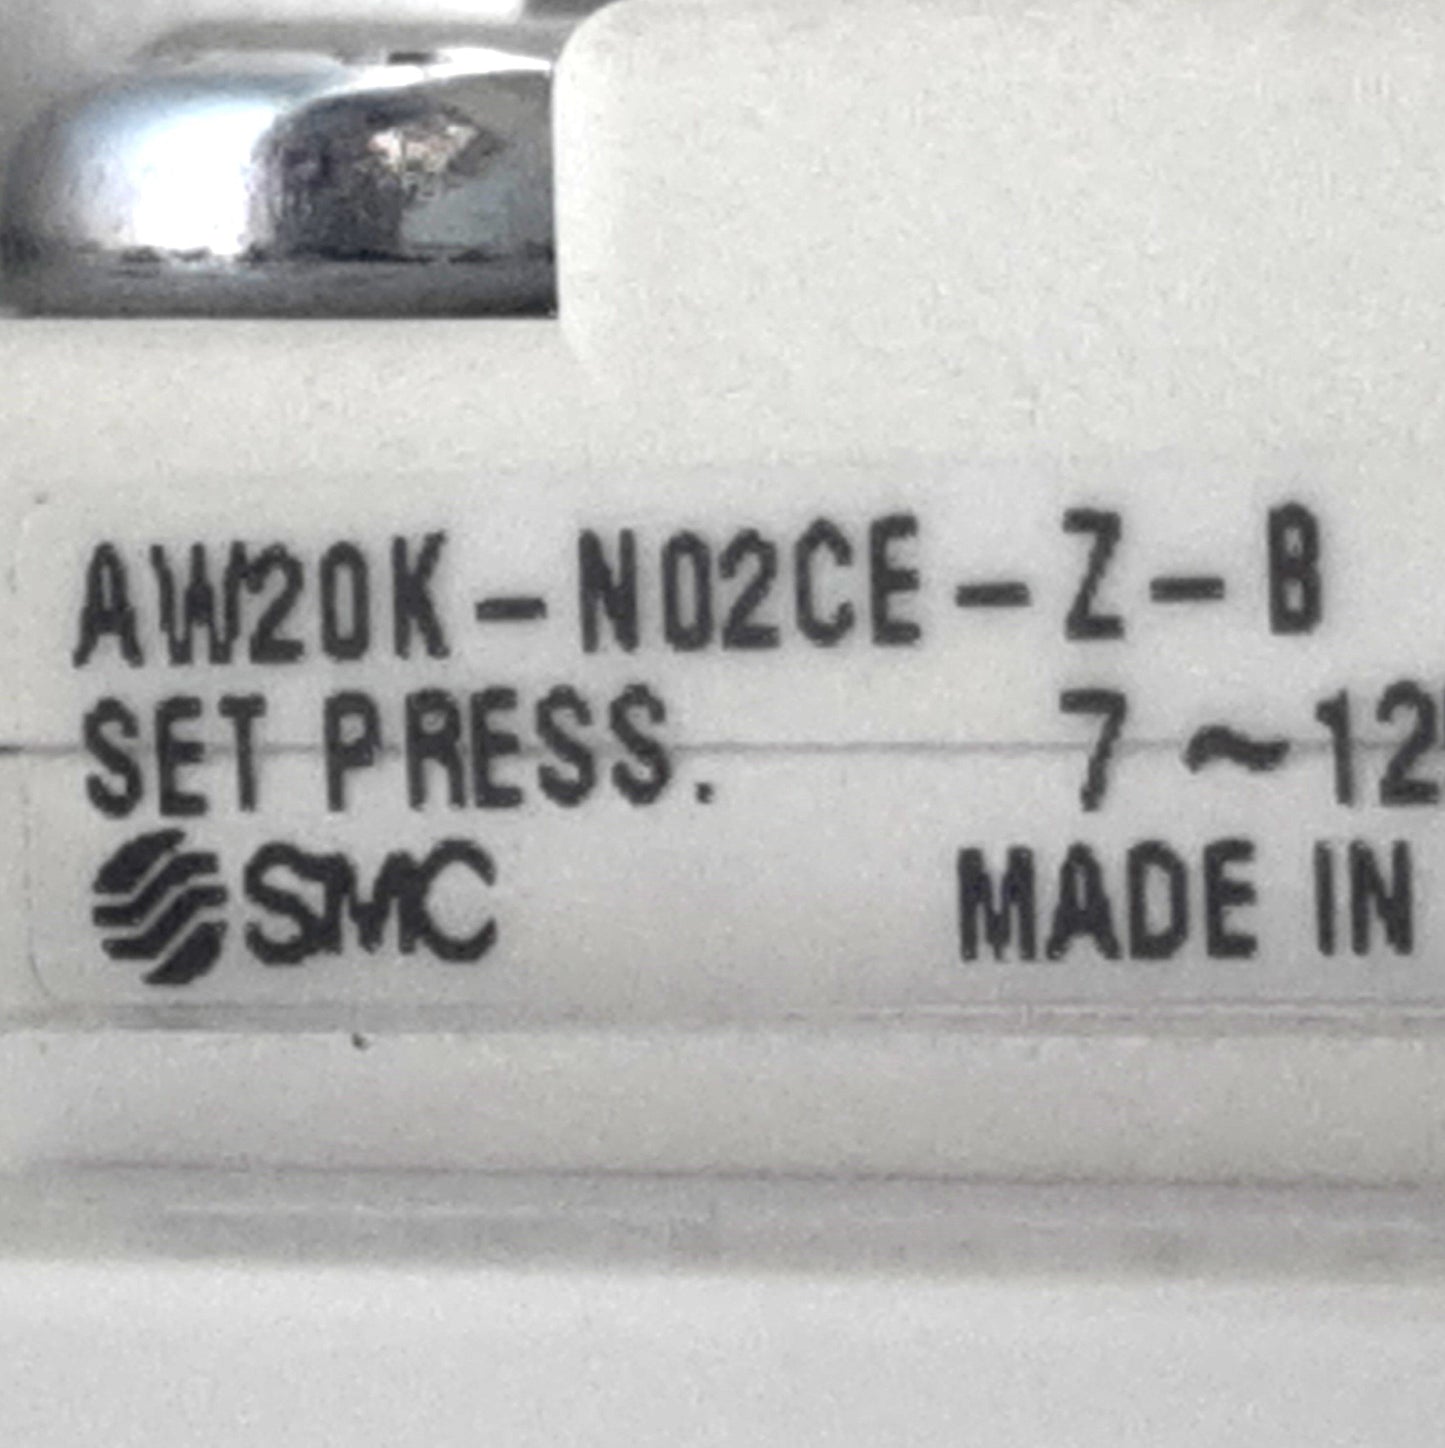 AW20K-N02CE-Z-B
SET PRESS. 7~12
SMC MADE IN